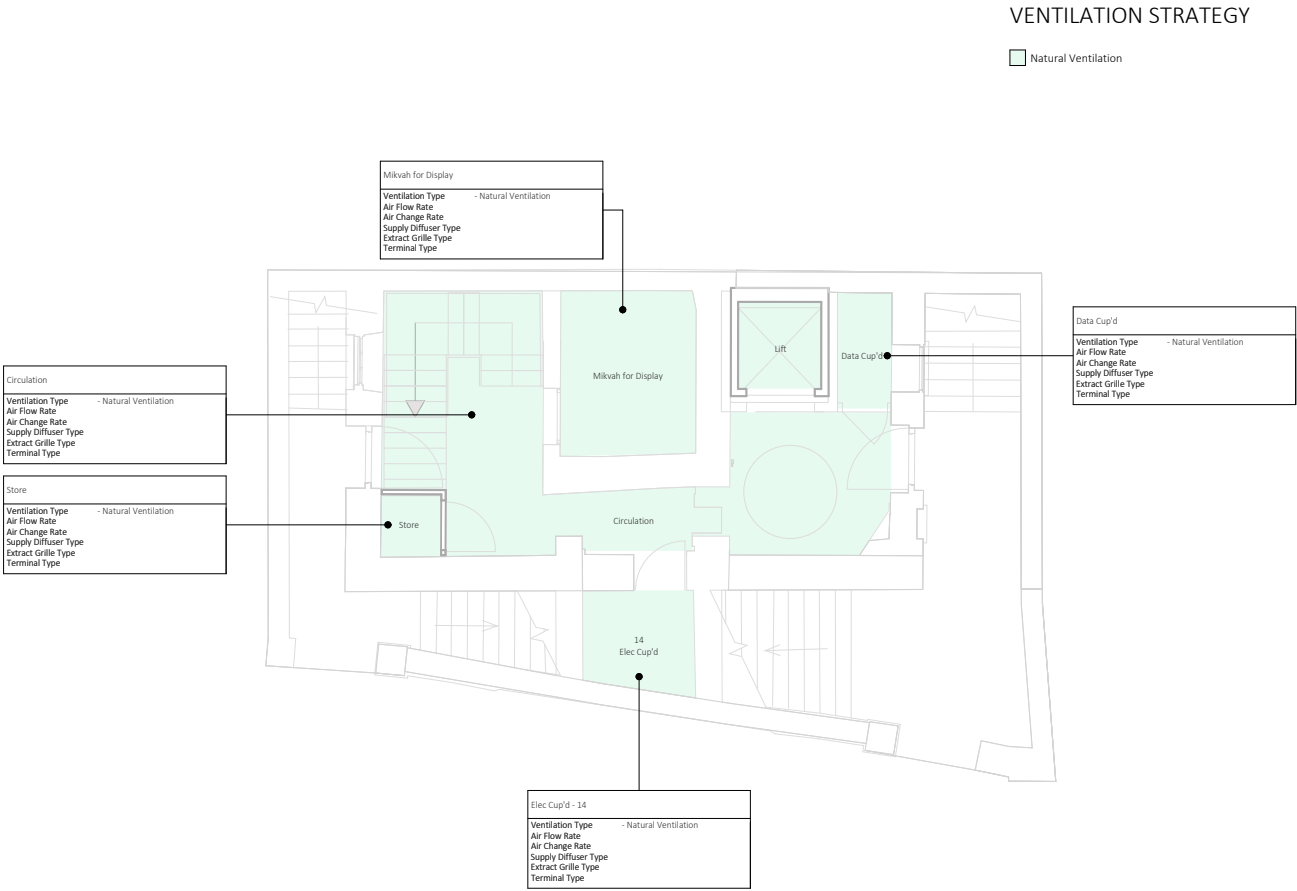 VENTILATION STRATEGY
Natural Ventilation
Mikvah for Display
Ventilation Type - Natural Ventilation
Air Flow Rate
Air Change Rate
Supply Diffuser Type
Extract Grille Type
Terminal Type
Data Cup'd
Ventilation Type - Natural Ventilation
Air Flow Rate
Air Change Rate
Supply Diffuser Type
Extract Grille Type
Terminal Type
Circulation
Ventilation Type - Natural Ventilation
Air Flow Rate
Air Change Rate
Supply Diffuser Type
Extract Grille Type
Terminal Type
Store
Ventilation Type - Natural Ventilation
Air Flow Rate
Air Change Rate
Supply Diffuser Type
Extract Grille Type
Terminal Type
Lift
Data Cup'd
Mikvah for Display
Circulation
Store
14
Elec Cup'd
Elec Cup'd - 14
Ventilation Type - Natural Ventilation
Air Flow Rate
Air Change Rate
Supply Diffuser Type
Extract Grille Type
Terminal Type